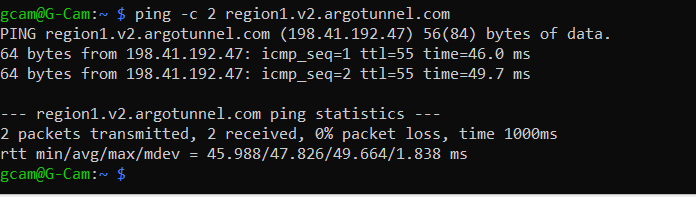 gcam@G-Cam:~ $ ping -c 2 region1.v2.argotunnel.com
PING region1.v2.argotunnel.com (198.41.192.47) 56(84) bytes of data.
64 bytes from 198.41.192.47: icmp_seq=1 ttl=55 time=46.0 ms
64 bytes from 198.41.192.47: icmp_seq=2 ttl=55 time=49.7 ms

--- region1.v2.argotunnel.com ping statistics ---
2 packets transmitted, 2 received, 0% packet loss, time 1000ms
rtt min/avg/max/mdev = 45.988/47.826/49.664/1.838 ms
gcam@G-Cam:~ $